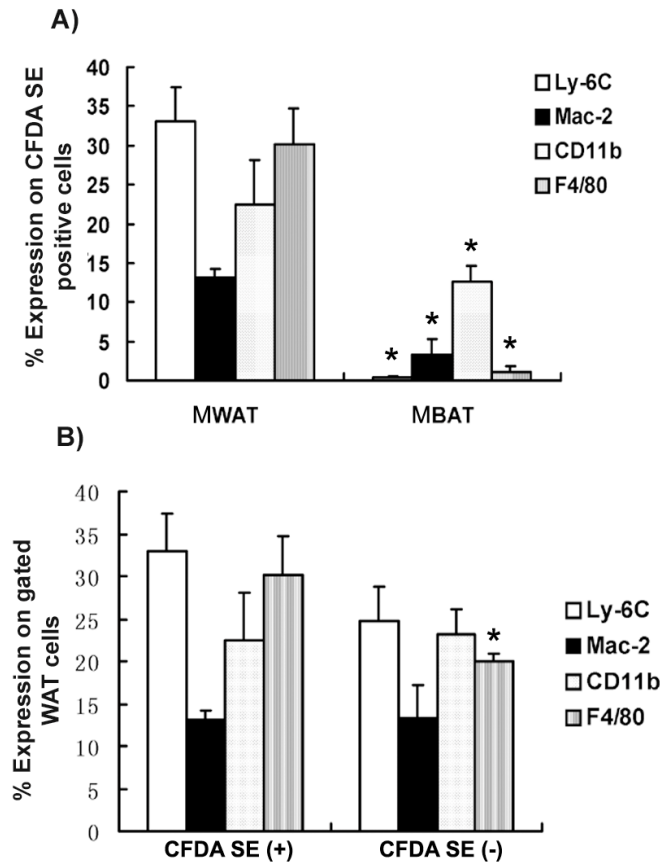 A)
% Expression on CFDA SE
positive cells
40
35
30
25
20
15
10
5
0
Ly-6C
Mac-2
CD11b
F4/80
*
*
*
*
MWAT
MBAT
B)
% Expression on gated
WAT cells
40
35
30
25
20
15
10
5
0
Ly-6C
Mac-2
CD11b
F4/80
*
CFDA SE (+)
CFDA SE (-)